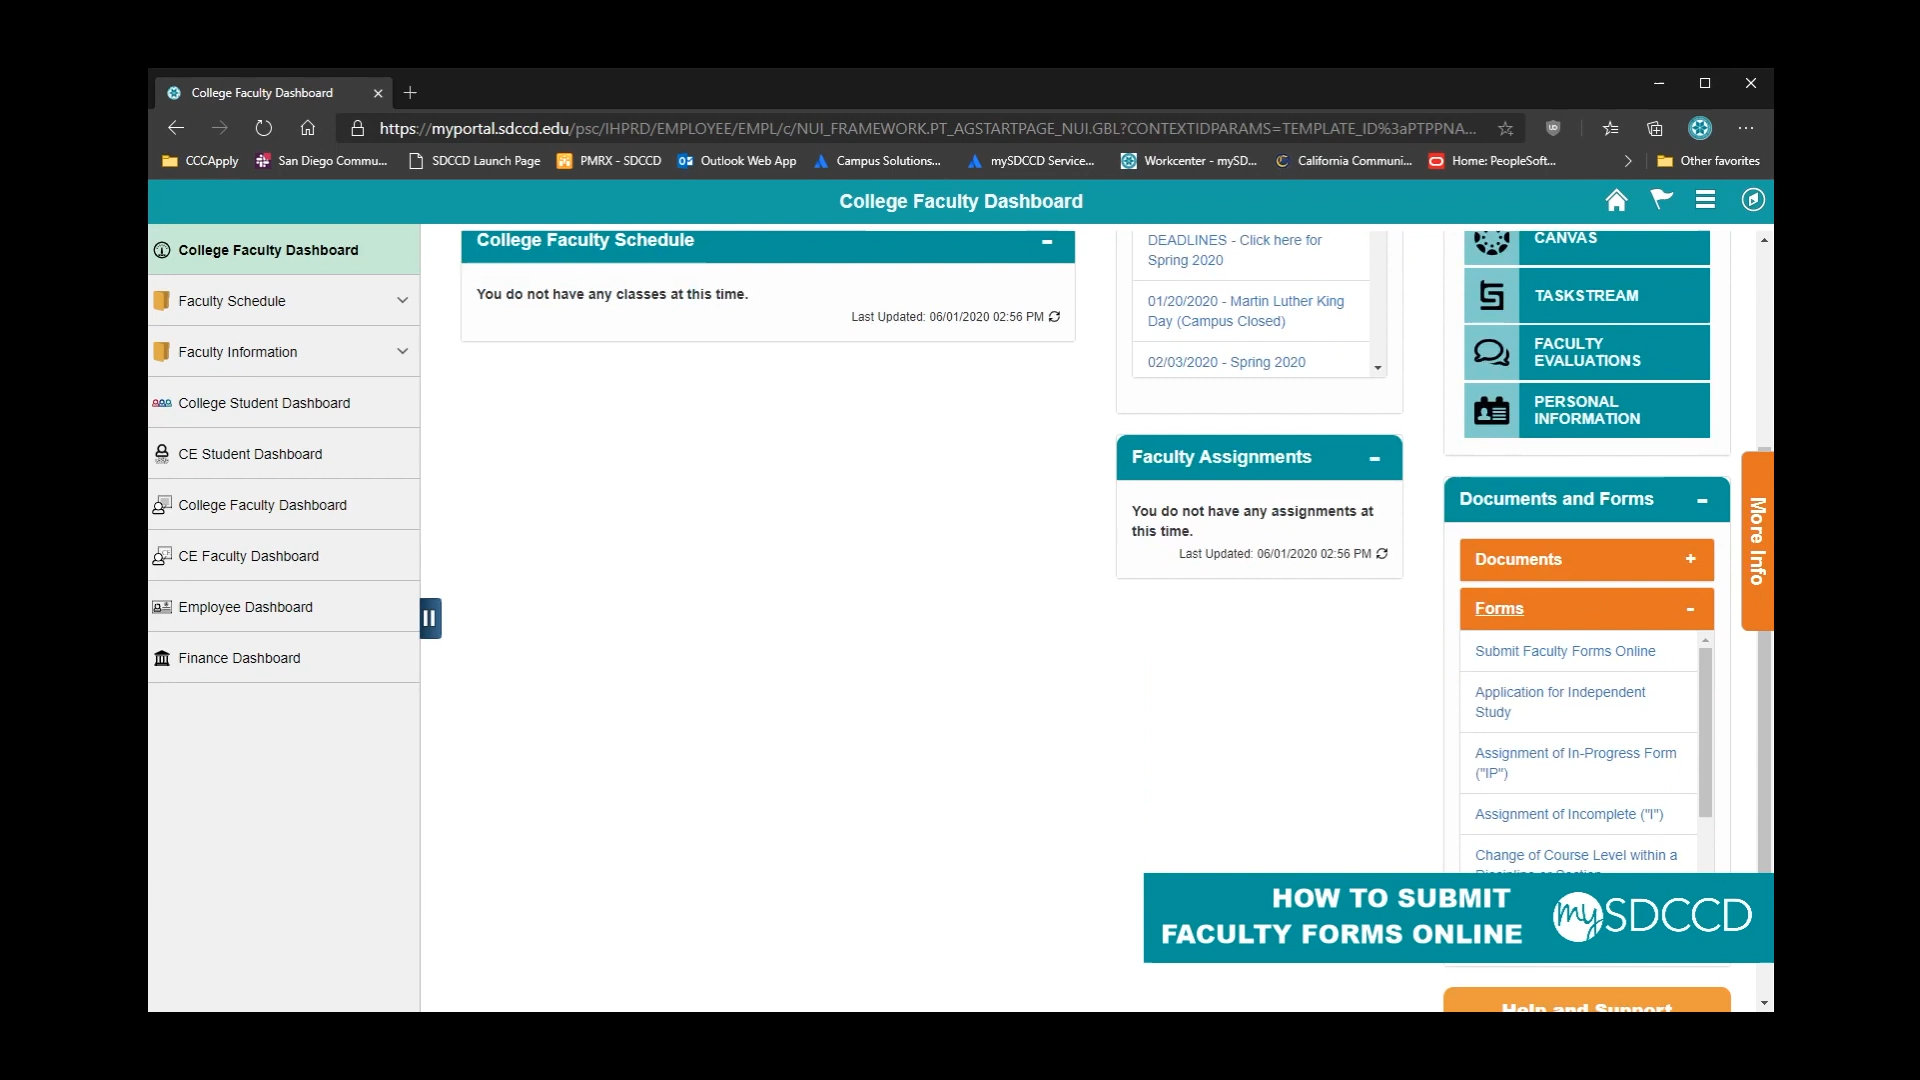 College Faculty Dashboard
https://myportal.sdccd.edu/psc/IHPRD/EMPLOYEE/EMPL/c/NUI_FRAMEWORK.PT_AGSTARTPAGE_NUI.GBL?CONTEXTIDPARAMS=TEMPLATE_ID%3aPTPPNA...
CCCApply San Diego Commu... SDCCD Launch Page PMRX - SDCCD Outlook Web App Campus Solutions... mySDCCD Service... Workcenter - mySD... California Communi... Home: PeopleSoft... Other favorites
College Faculty Dashboard
College Faculty Dashboard
Faculty Schedule
Faculty Information
College Student Dashboard
CE Student Dashboard
College Faculty Dashboard
CE Faculty Dashboard
Employee Dashboard
Finance Dashboard
College Faculty Schedule
You do not have any classes at this time.
Last Updated: 06/01/2020 02:56 PM
DEADLINES - Click here for
Spring 2020
01/20/2020 - Martin Luther King
Day (Campus Closed)
02/03/2020 - Spring 2020
Faculty Assignments
You do not have any assignments at
this time.
Last Updated: 06/01/2020 02:56 PM
CANVAS
TASKSTREAM
FACULTY
EVALUATIONS
PERSONAL
INFORMATION
Documents and Forms
Documents +
Forms -
Submit Faculty Forms Online
Application for Independent
Study
Assignment of In-Progress Form
("IP")
Assignment of Incomplete ("I")
Change of Course Level within a
More Info
HOW TO SUBMIT
FACULTY FORMS ONLINE
mySDCCD
Help and Support